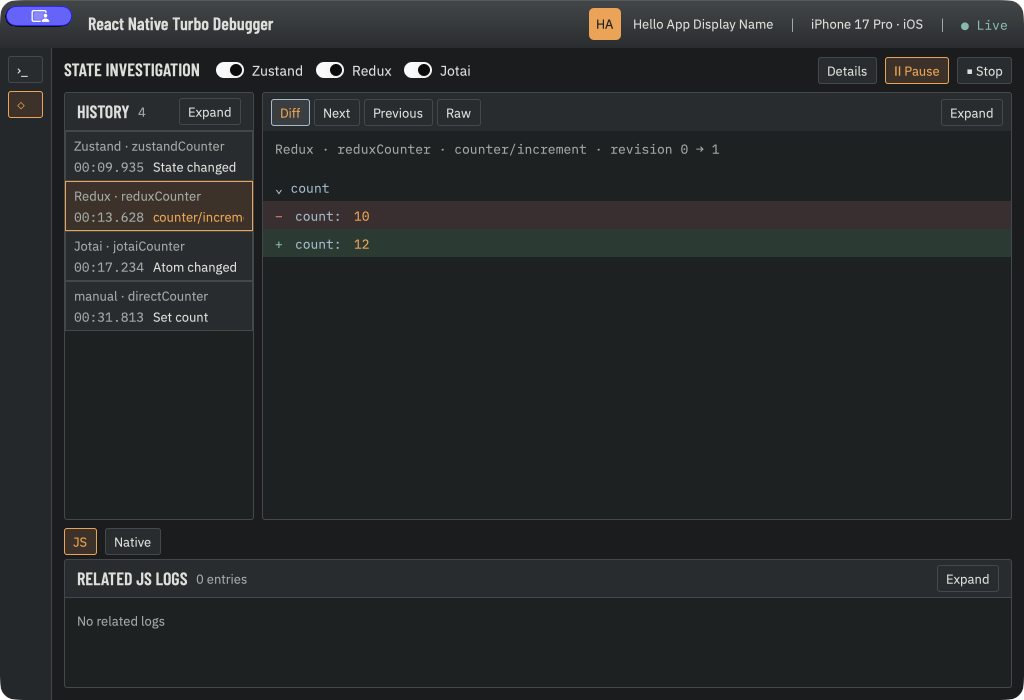 React Native Turbo Debugger
HA
Hello App Display Name | iPhone 17 Pro · iOS | ● Live
>_
STATE INVESTIGATION
Zustand
Redux
Jotai
Details
Pause
Stop
HISTORY 4
Expand
Zustand · zustandCounter
00:09.935 State changed
Redux · reduxCounter
00:13.628 counter/increm
Jotai · jotaiCounter
00:17.234 Atom changed
manual · directCounter
00:31.813 Set count
Diff
Next
Previous
Raw
Expand
Redux · reduxCounter · counter/increment · revision 0 → 1
count
− count: 10
+ count: 12
JS
Native
RELATED JS LOGS 0 entries
Expand
No related logs